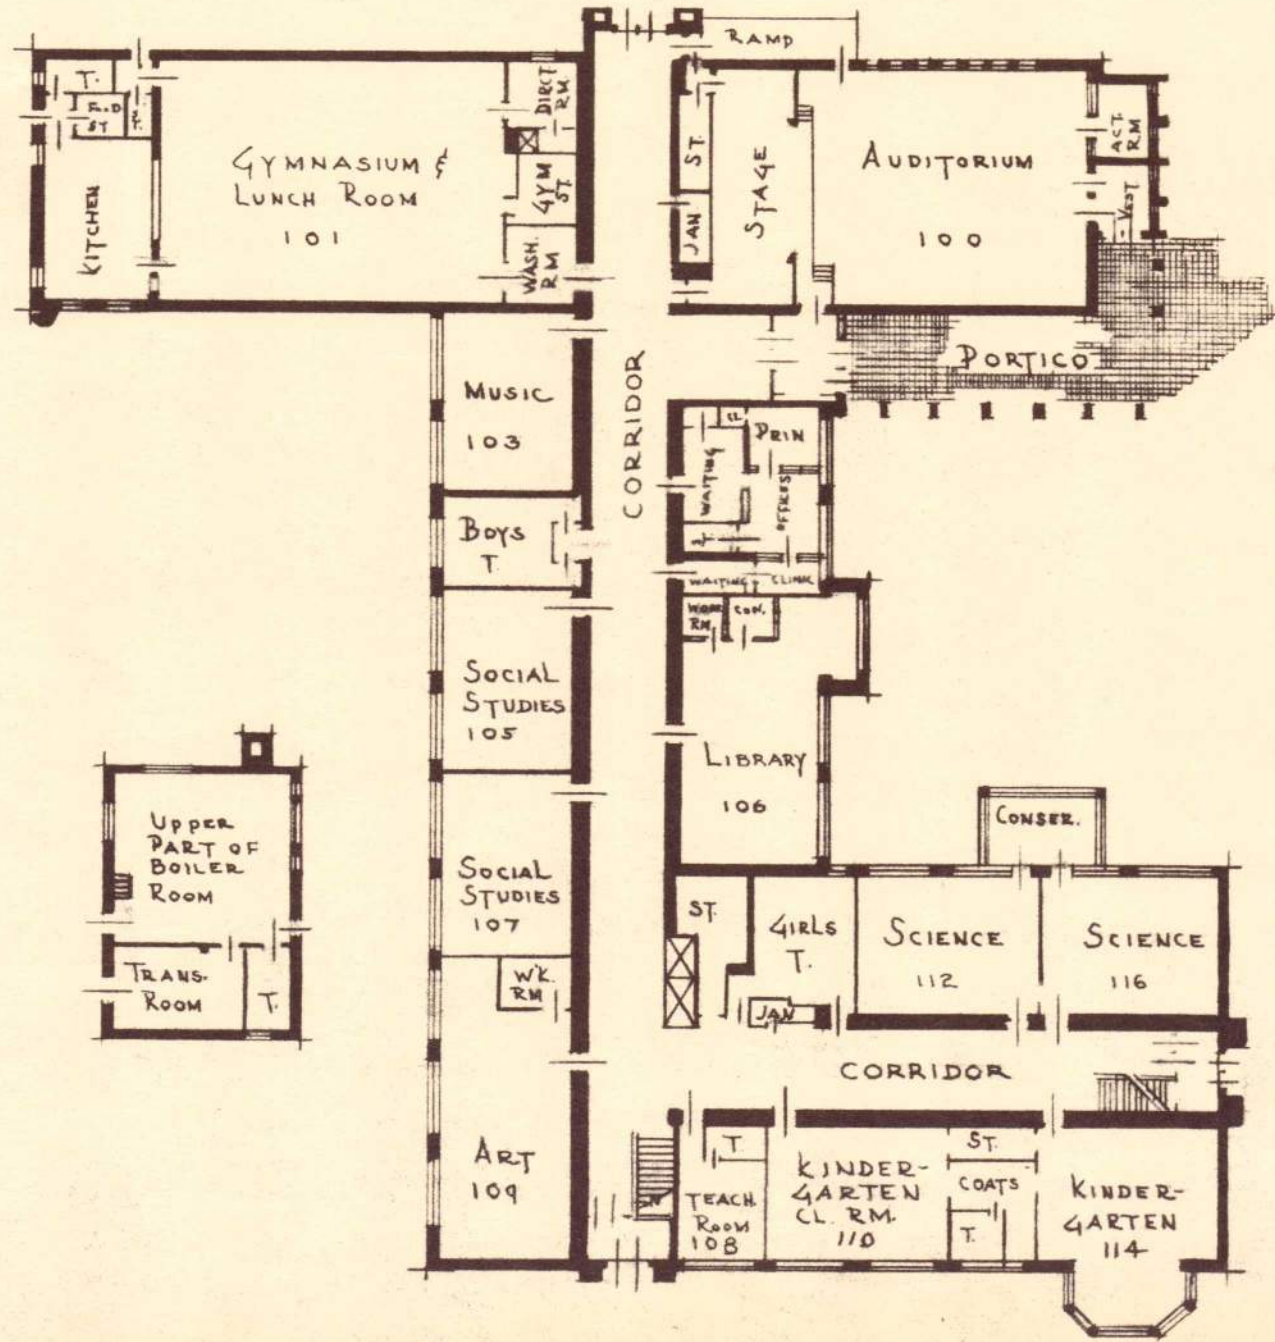 RAMP
T.
F.D
ST
T.
KITCHEN
GYMNASIUM &
LUNCH ROOM
101
DIRCT.
RM.
GYM
ST.
WASH.
RM
ST.
JAN
STAGE
AUDITORIUM
100
ACT.
RM
VEST.
PORTICO
MUSIC
103
CORRIDOR
CL
PRIN
WAITING
OFFICES
BOYS
T.
WAITING
CLINIC
WORK
RM
CON.
SOCIAL
STUDIES
105
LIBRARY
106
CONSER.
UPPER
PART OF
BOILER
ROOM
TRANS.
ROOM
T.
SOCIAL
STUDIES
107
W'K.
RM
ST.
GIRLS
T.
JAN
SCIENCE
112
SCIENCE
116
CORRIDOR
ART
109
T.
TEACH
ROOM
108
KINDER-
GARTEN
CL. RM.
110
ST.
COATS
T.
KINDER-
GARTEN
114